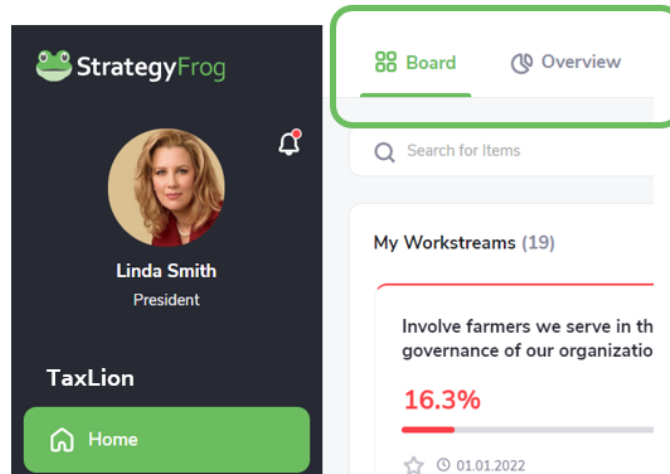 StrategyFrog
Linda Smith
President
TaxLion
Home
Board Overview
Search for Items
My Workstreams (19)
Involve farmers we serve in th
governance of our organizatio
16.3%
01.01.2022